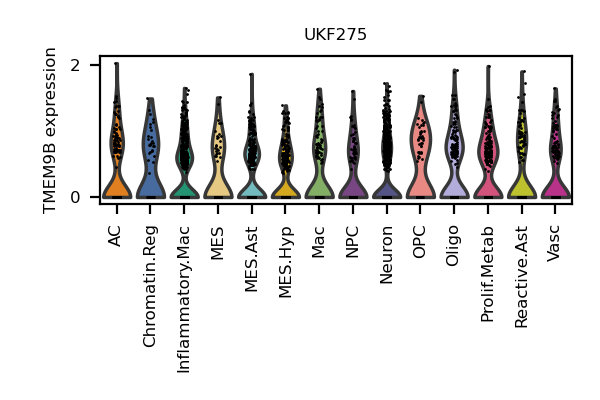 UKF275
TMEM9B expression
2
0
AC
Chromatin.Reg
Inflammatory.Mac
MES
MES.Ast
MES.Hyp
Mac
NPC
Neuron
OPC
Oligo
Prolif.Metab
Reactive.Ast
Vasc